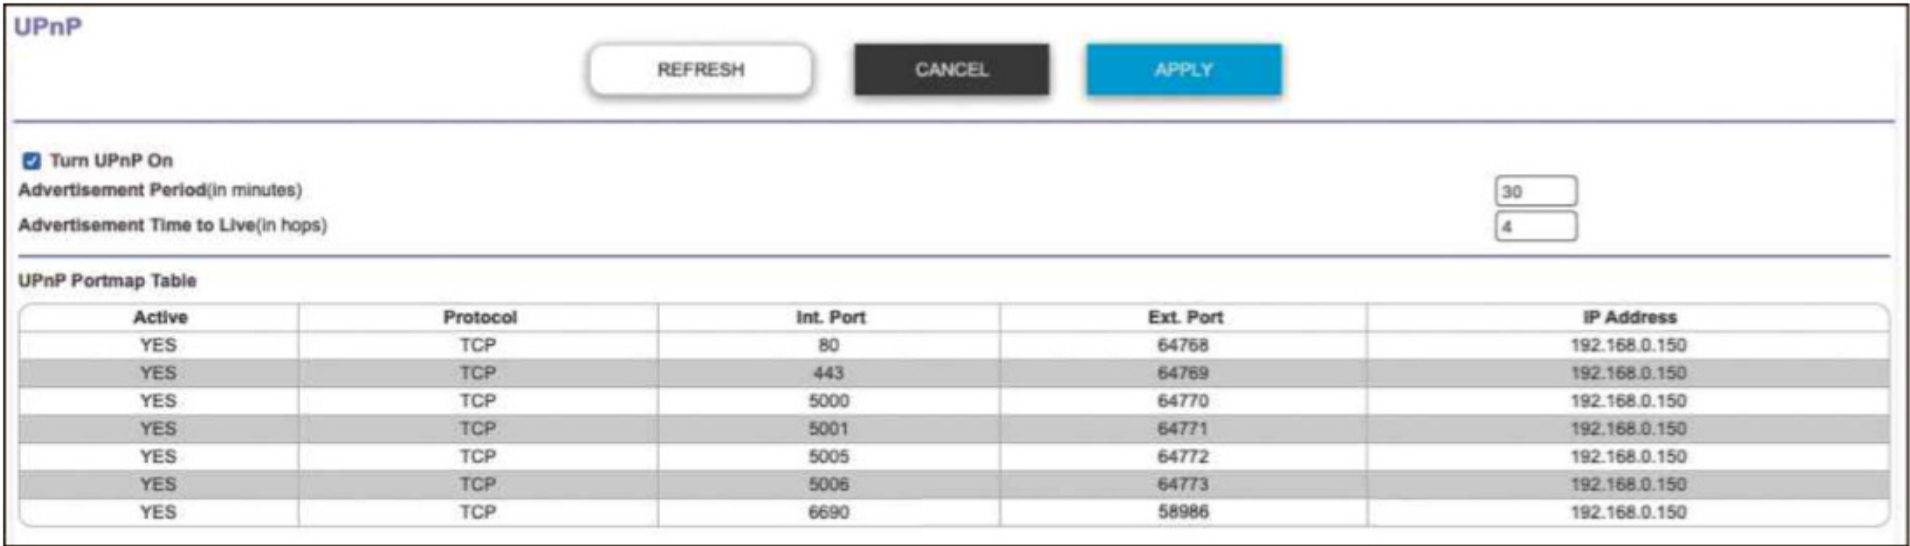 UPnP
REFRESH CANCEL APPLY
Turn UPnP On
Advertisement Period(in minutes) 30
Advertisement Time to Live(in hops) 4
UPnP Portmap Table
Active Protocol Int. Port Ext. Port IP Address
YES TCP 80 64768 192.168.0.150
YES TCP 443 64769 192.168.0.150
YES TCP 5000 64770 192.168.0.150
YES TCP 5001 64771 192.168.0.150
YES TCP 5005 64772 192.168.0.150
YES TCP 5006 64773 192.168.0.150
YES TCP 6690 58986 192.168.0.150